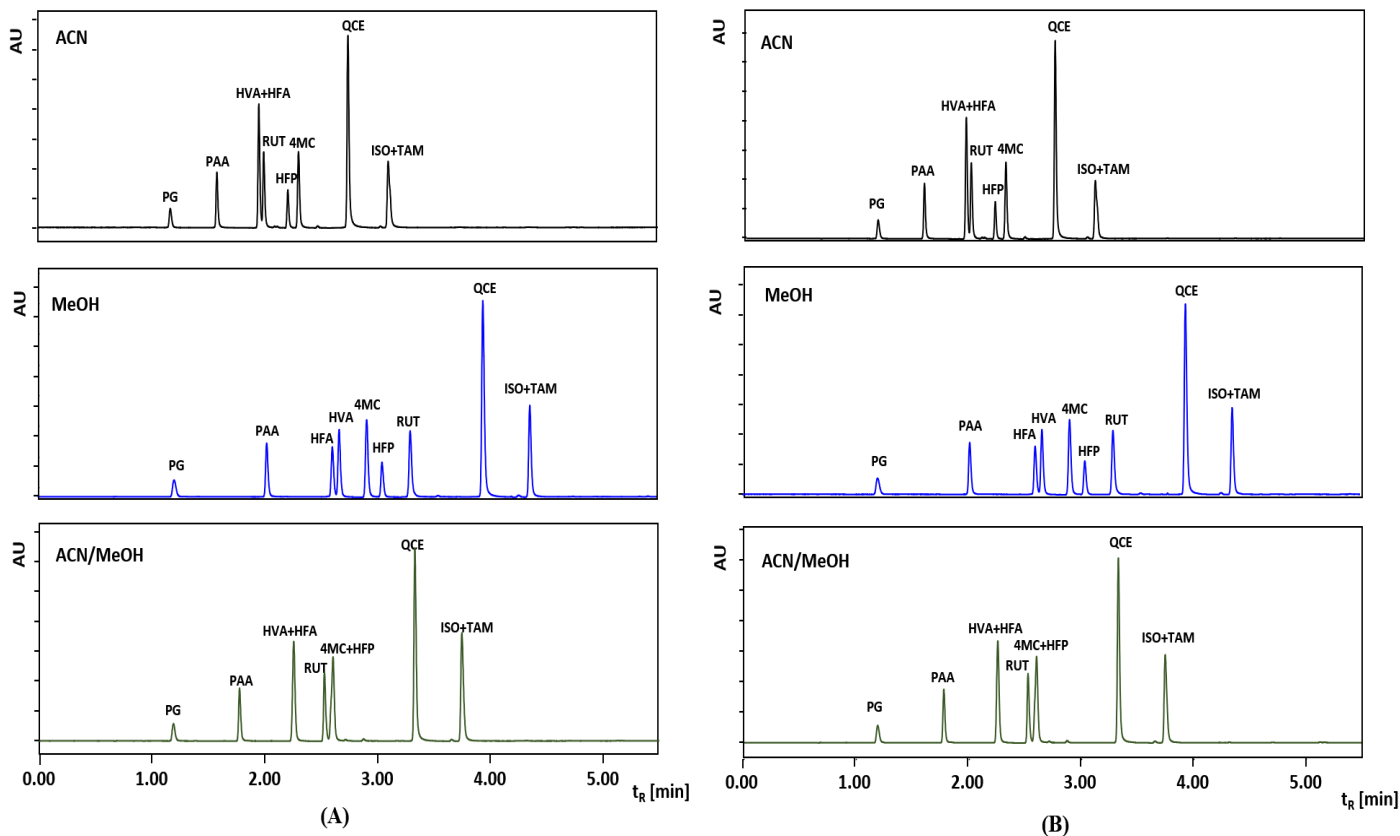 AU
ACN
PG
PAA
HVA+HFA
RUT
HFP
4MC
QCE
ISO+TAM
AU
MeOH
PG
PAA
HFA
HVA
4MC
HFP
RUT
QCE
ISO+TAM
AU
ACN/MeOH
PG
PAA
HVA+HFA
RUT
4MC+HFP
QCE
ISO+TAM
0.00 1.00 2.00 3.00 4.00 5.00
tR [min]
(A)
AU
ACN
PG
PAA
HVA+HFA
RUT
HFP
4MC
QCE
ISO+TAM
AU
MeOH
PG
PAA
HFA
HVA
4MC
HFP
RUT
QCE
ISO+TAM
AU
ACN/MeOH
PG
PAA
HVA+HFA
RUT
4MC+HFP
QCE
ISO+TAM
0.00 1.00 2.00 3.00 4.00 5.00
tR [min]
(B)